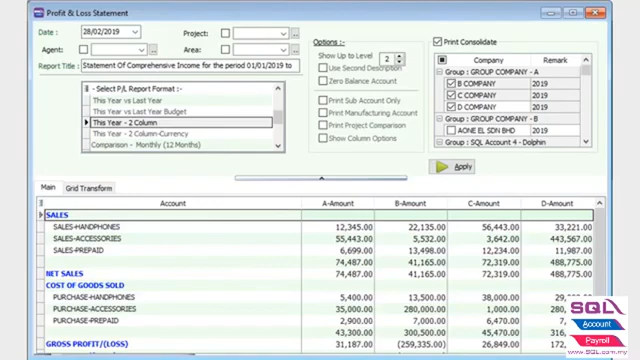 Profit & Loss Statement
Date :
28/02/2019
Project:
Agent:
Area:
Report Title :
Statement Of Comprehensive Income for the period 01/01/2019 to
- Select P/L Report Format :-
This Year vs Last Year
This Year vs Last Year Budget
This Year - 2 Column
This Year - 2 Column-Currency
Comparison - Monthly (12 Months)
Options :-
Show Up to Level
2
Use Second Description
Zero Balance Account
Print Sub Account Only
Print Manufacturing Account
Print Project Comparison
Show Column Options
Print Consolidate
Company Remark
Group : GROUP COMPANY - A
B COMPANY 2019
C COMPANY 2019
D COMPANY 2019
Group : GROUP COMPANY - B
AONE EL SDN BHD 2019
Group : SQL Account 4 - Dolphin
Apply
Main Grid Transform
Account A-Amount B-Amount C-Amount D-Amount
SALES
SALES-HANDPHONES 12,345.00 22,135.00 56,443.00 33,221.00
SALES-ACCESSORIES 55,443.00 5,532.00 3,642.00 443,567.00
SALES-PREPAID 6,699.00 13,498.00 12,234.00 11,987.00
74,487.00 41,165.00 72,319.00 488,775.00
NET SALES 74,487.00 41,165.00 72,319.00 488,775.00
COST OF GOODS SOLD
PURCHASE-HANDPHONES 5,400.00 13,500.00 38,000.00 29,
PURCHASE-ACCESSORIES 35,000.00 280,000.00 1,000.00 280,
PURCHASE-PREPAID 2,900.00 7,000.00 6,470.00 7,
43,300.00 300,500.00 45,470.00 316,
GROSS PROFIT/(LOSS) 31,187.00 (259,335.00) 26,849.00 172,
SQL
Account
Payroll
www.sql.com.my